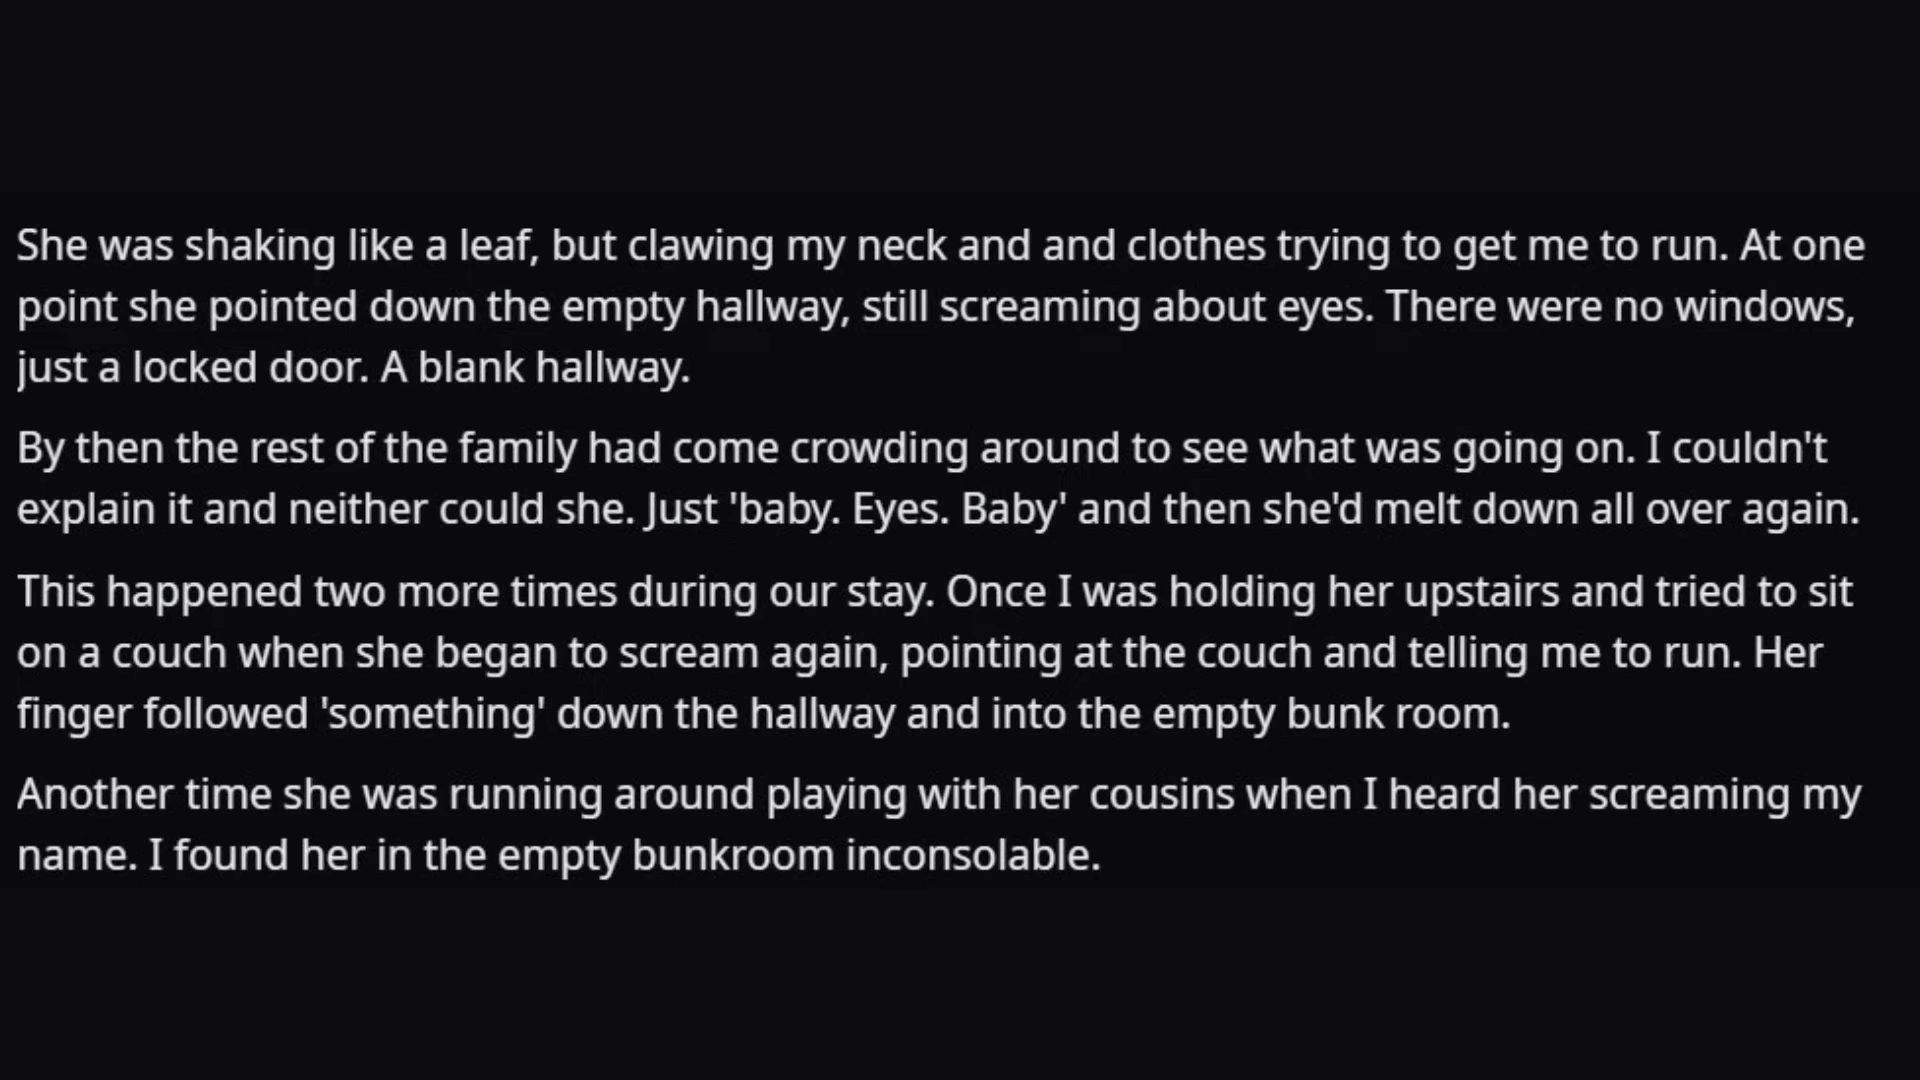 She was shaking like a leaf, but clawing my neck and and clothes trying to get me to run. At one
point she pointed down the empty hallway, still screaming about eyes. There were no windows,
just a locked door. A blank hallway.
By then the rest of the family had come crowding around to see what was going on. I couldn't
explain it and neither could she. Just 'baby. Eyes. Baby' and then she'd melt down all over again.
This happened two more times during our stay. Once I was holding her upstairs and tried to sit
on a couch when she began to scream again, pointing at the couch and telling me to run. Her
finger followed 'something' down the hallway and into the empty bunk room.
Another time she was running around playing with her cousins when I heard her screaming my
name. I found her in the empty bunkroom inconsolable.